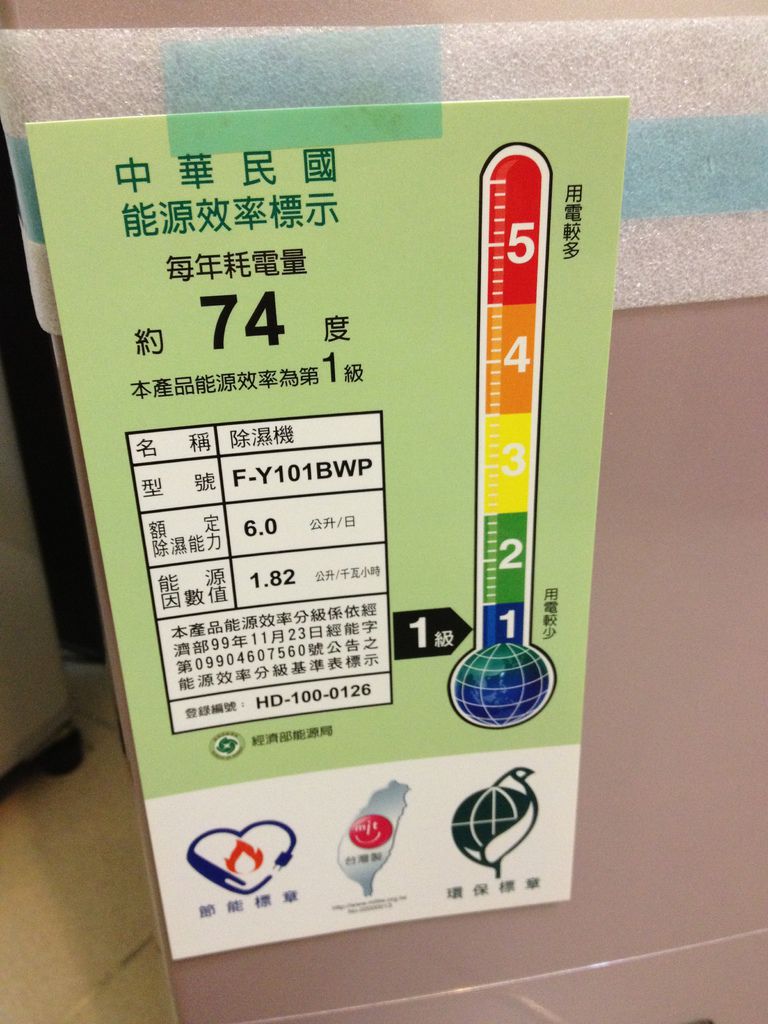 中華民國
能源效率標示
每年耗電量
約 74 度
本產品能源效率為第1級
名稱 除濕機
型號 F-Y101BWP
額定除濕能力 6.0 公升/日
能源因數值 1.82 公升/千瓦小時
本產品能源效率分級係依經
濟部99年11月23日經能字
第09904607560號公告之
能源效率分級基準表標示
登錄編號： HD-100-0126
經濟部能源局
用電較多
5
4
3
2
1
用電較少
1級
節能標章
mit
台灣製
環保標章